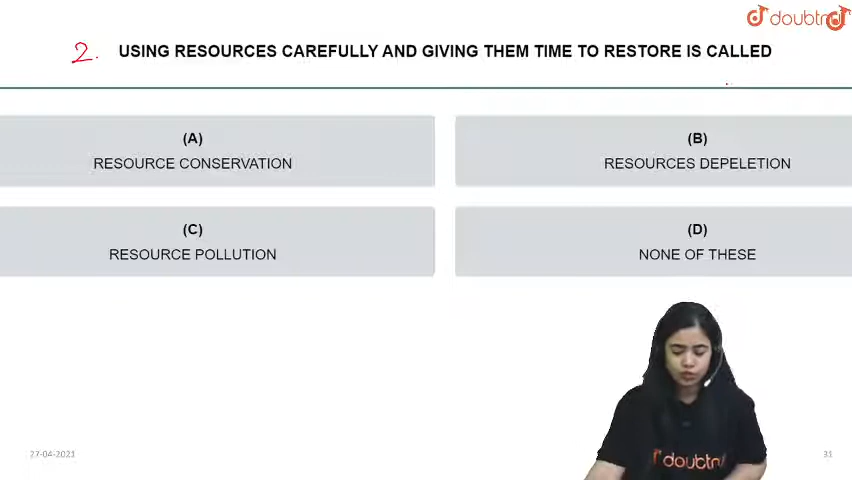 doubtnut
2. USING RESOURCES CAREFULLY AND GIVING THEM TIME TO RESTORE IS CALLED
(A)
RESOURCE CONSERVATION
(B)
RESOURCES DEPELETION
(C)
RESOURCE POLLUTION
(D)
NONE OF THESE
doubtnu
27-04-2021
31